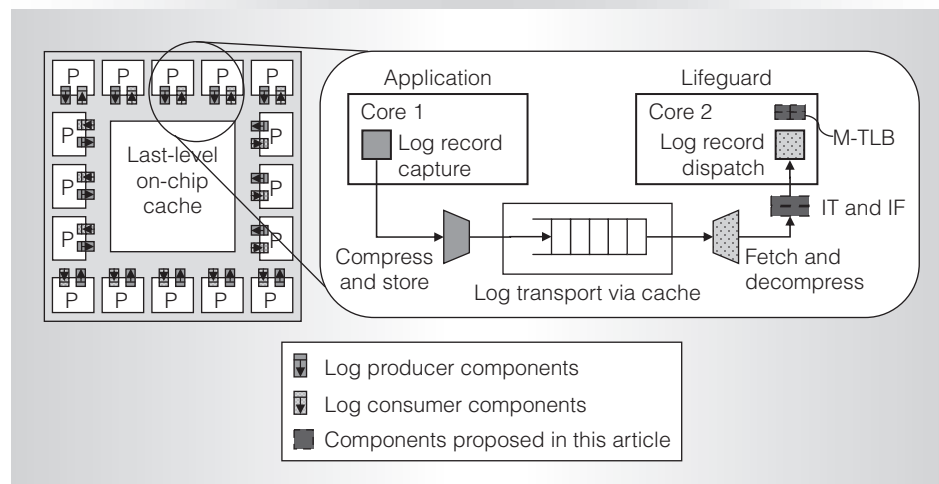 P P P P P
P
P
P
P
P
P
P P P P P
Last-level
on-chip
cache
Application
Core 1
Log record
capture
Lifeguard
Core 2
Log record
dispatch
M-TLB
IT and IF
Compress
and store
Log transport via cache
Fetch and
decompress
Log producer components
Log consumer components
Components proposed in this article